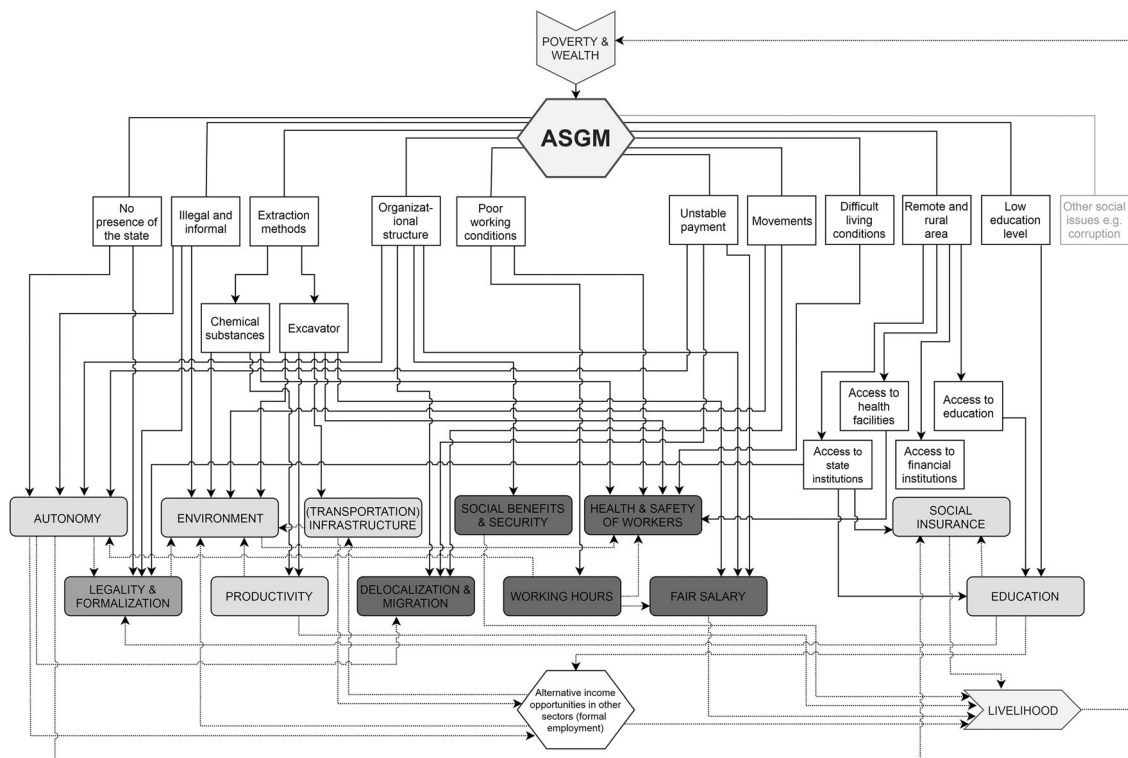 POVERTY &
WEALTH
ASGM
No
presence of
the state
Illegal and
informal
Extraction
methods
Organizat-
ional
structure
Poor
working
conditions
Unstable
payment
Movements
Difficult
living
conditions
Remote and
rural
area
Low
education
level
Other social
issues e.g.
corruption
Chemical
substances
Excavator
Access to
health
facilities
Access to
education
Access to
state
institutions
Access to
financial
institutions
AUTONOMY
ENVIRONMENT
(TRANSPORTATION)
INFRASTRUCTURE
SOCIAL BENEFITS
& SECURITY
HEALTH & SAFETY
OF WORKERS
SOCIAL
INSURANCE
LEGALITY &
FORMALIZATION
PRODUCTIVITY
DELOCALIZATION &
MIGRATION
WORKING HOURS
FAIR SALARY
EDUCATION
Alternative income
opportunities in other
sectors (formal
employment)
LIVELIHOOD